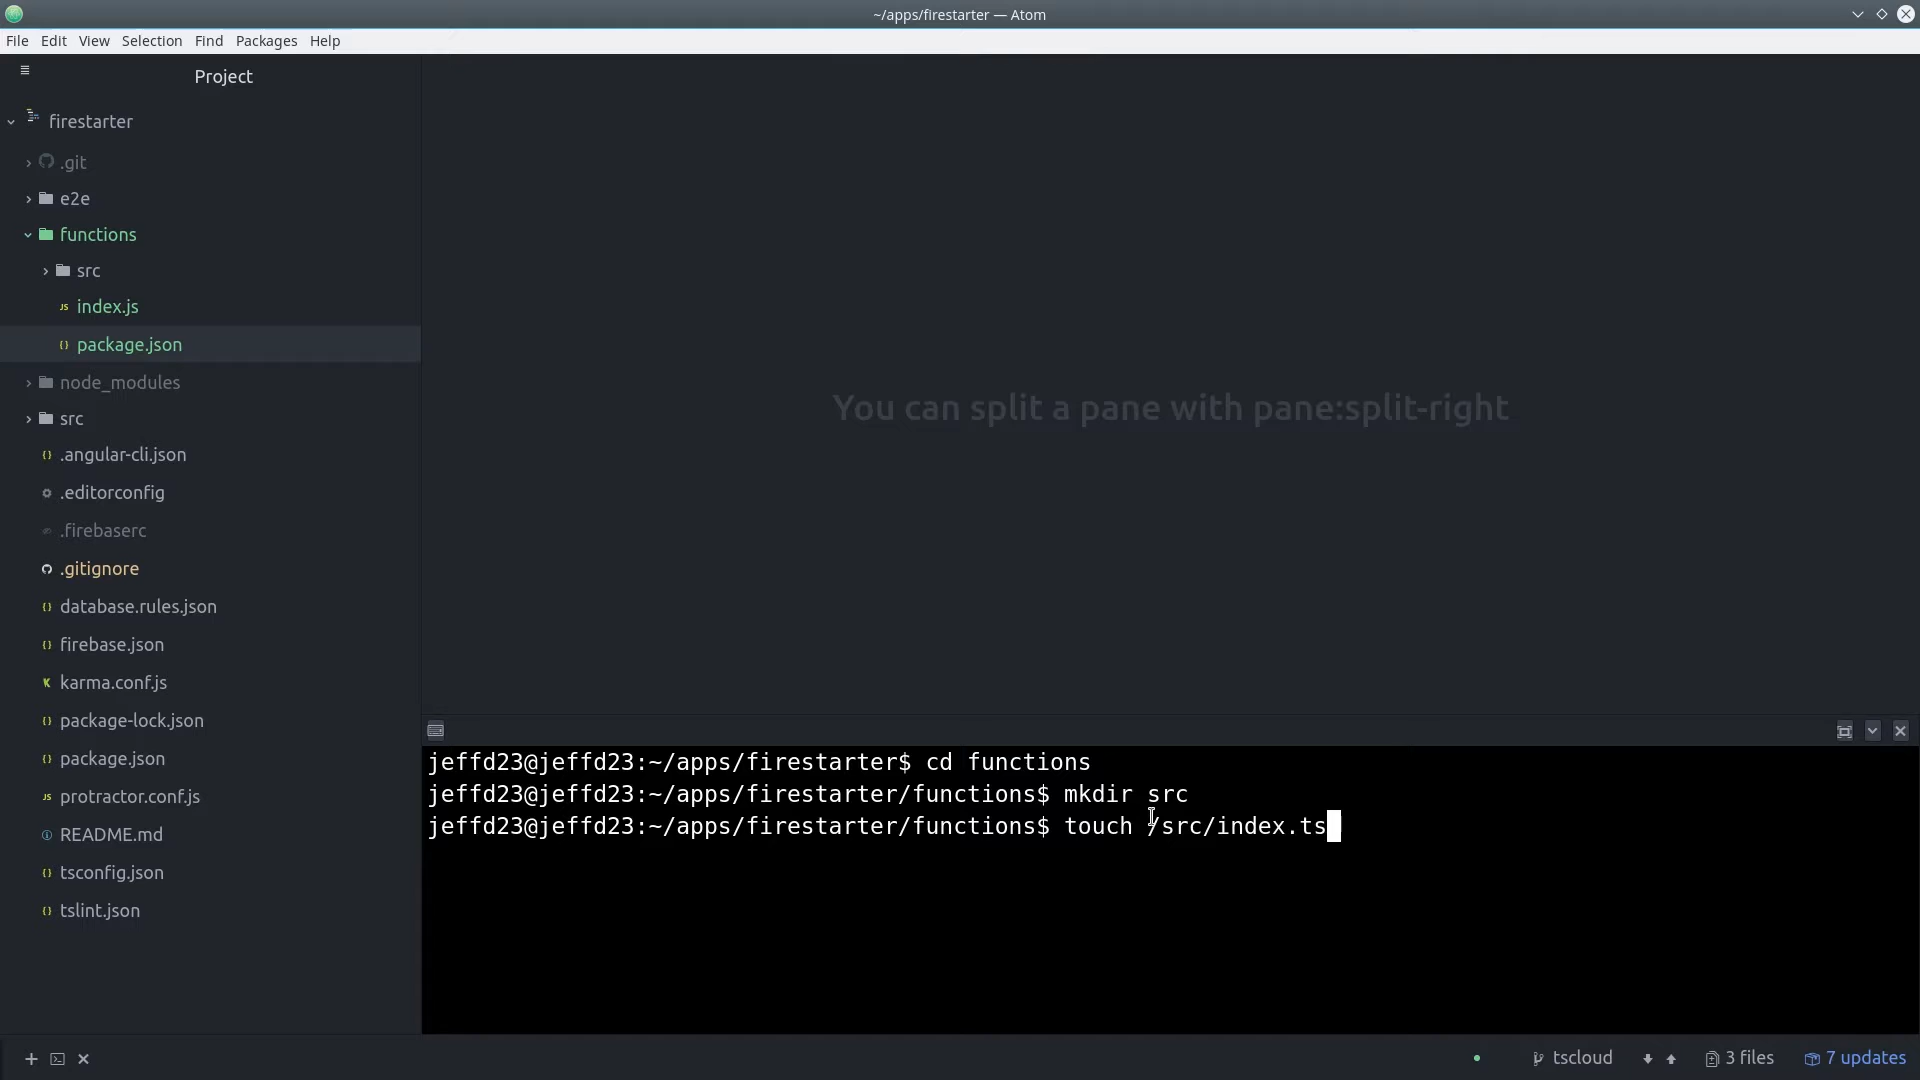 ~/apps/firestarter — Atom
File Edit View Selection Find Packages Help
Project
firestarter
.git
e2e
functions
src
index.js
package.json
node_modules
src
.angular-cli.json
.editorconfig
.firebaserc
.gitignore
database.rules.json
firebase.json
karma.conf.js
package-lock.json
package.json
protractor.conf.js
README.md
tsconfig.json
tslint.json
You can split a pane with pane:split-right
jeffd23@jeffd23:~/apps/firestarter$ cd functions
jeffd23@jeffd23:~/apps/firestarter/functions$ mkdir src
jeffd23@jeffd23:~/apps/firestarter/functions$ touch /src/index.ts
tscloud
3 files
7 updates